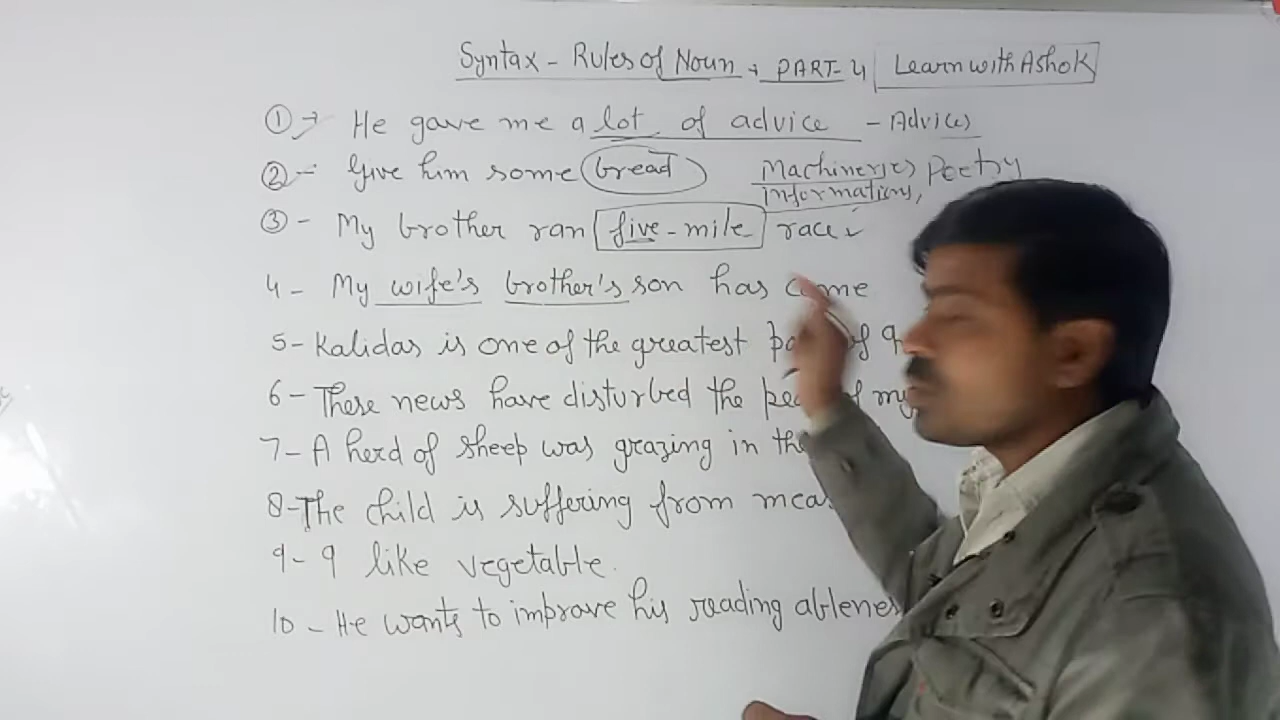 Syntax - Rules of Noun, PART-4 Learn with Ashok
① → He gave me a lot of advice - Advices
② - Give him some bread Machineries Poetry
informations,
③ - My brother ran five-mile race
4 - My wife's brother's son has come
5 - Kalidas is one of the greatest of
6 - These news have disturbed the of my
7 - A herd of sheep was grazing in the
8 - The child is suffering from
9 - I like vegetable.
10 - He wants to improve his reading